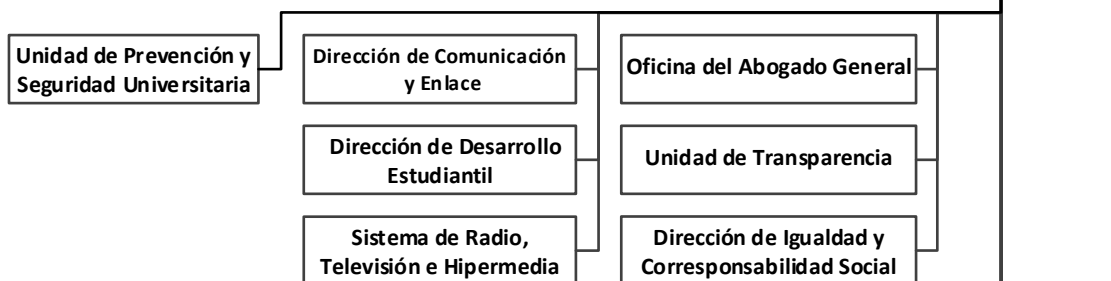 Unidad de Prevención y
Seguridad Universitaria
Dirección de Comunicación
y Enlace
Oficina del Abogado General
Dirección de Desarrollo
Estudiantil
Unidad de Transparencia
Sistema de Radio,
Televisión e Hipermedia
Dirección de Igualdad y
Corresponsabilidad Social